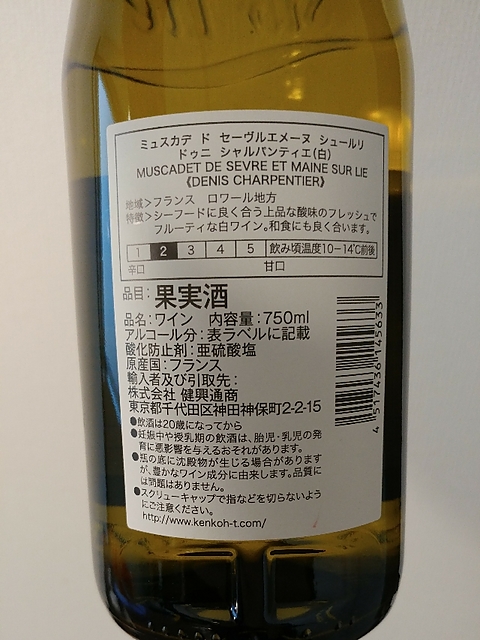 ミュスカデ ド セーヴルエメーヌ シュールリ
ドゥニ シャルパンティエ(白)
MUSCADET DE SEVRE ET MAINE SUR LIE
《DENIS CHARPENTIER》
地域>フランス ロワール地方
特徴>シーフードに良く合う上品な酸味のフレッシュで
フルーティな白ワイン。和食にも良く合います。
1 2 3 4 5 飲み頃温度10-14℃前後
辛口 甘口
品目:果実酒
品名:ワイン 内容量:750ml
アルコール分:表ラベルに記載
酸化防止剤:亜硫酸塩
原産国:フランス
輸入者及び引取先:
株式会社 健興通商
東京都千代田区神田神保町2-2-15
●飲酒は20歳になってから
●妊娠中や授乳期の飲酒は、胎児・乳児の発
育に悪影響を与えるおそれがあります。
●瓶の底に沈殿物が生じる場合があります
が、豊かなワイン成分に由来します。品質に
は問題はありません。
●スクリューキャップで指などを切らないよう
にご注意ください。
http://www.kenkoh-t.com/
4 517436 145633